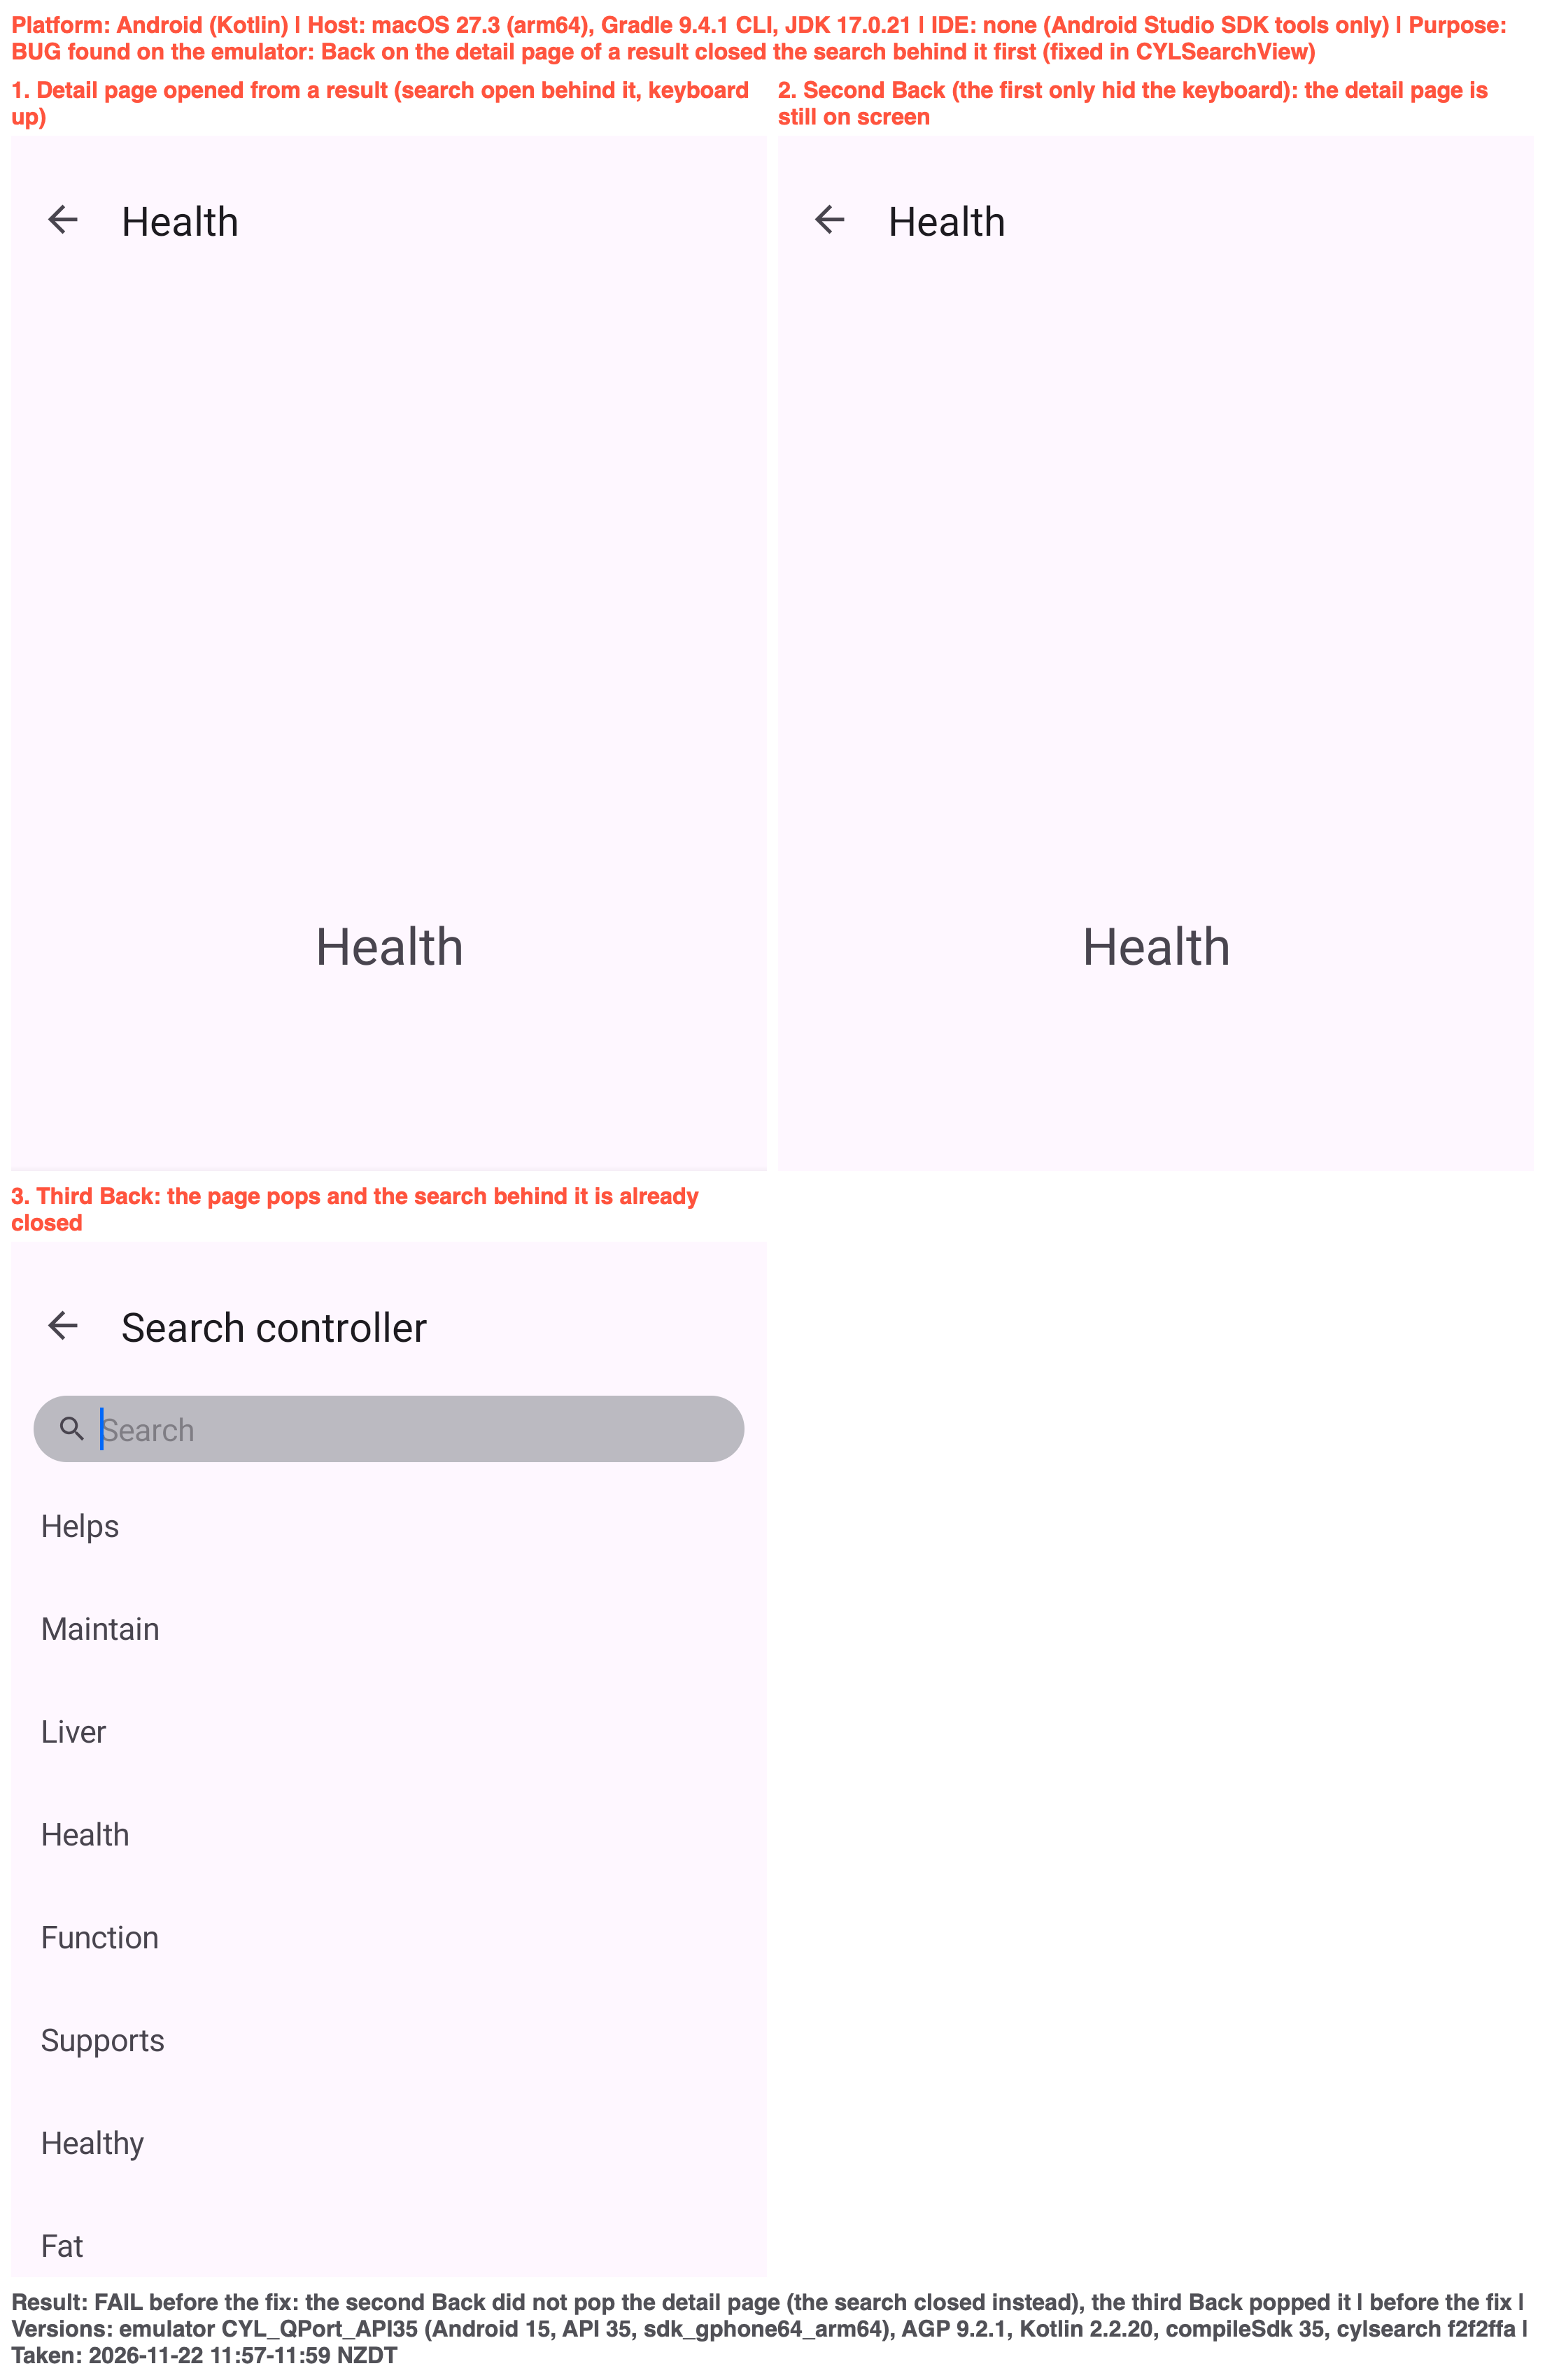 Platform: Android (Kotlin) | Host: macOS 27.3 (arm64), Gradle 9.4.1 CLI, JDK 17.0.21 | IDE: none (Android Studio SDK tools only) | Purpose:
BUG found on the emulator: Back on the detail page of a result closed the search behind it first (fixed in CYLSearchView)
1. Detail page opened from a result (search open behind it, keyboard
up)
Health
Health
2. Second Back (the first only hid the keyboard): the detail page is
still on screen
Health
Health
3. Third Back: the page pops and the search behind it is already
closed
Search controller
Search
Helps
Maintain
Liver
Health
Function
Supports
Healthy
Fat
Result: FAIL before the fix: the second Back did not pop the detail page (the search closed instead), the third Back popped it | before the fix |
Versions: emulator CYL_QPort_API35 (Android 15, API 35, sdk_gphone64_arm64), AGP 9.2.1, Kotlin 2.2.20, compileSdk 35, cylsearch f2f2ffa |
Taken: 2026-11-22 11:57-11:59 NZDT